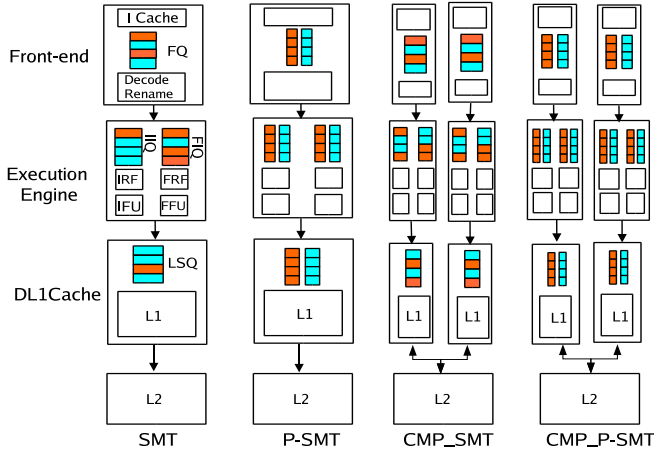 I Cache
Front-end
FQ
Decode
Rename
IIQ
FIQ
Execution
Engine
IRF
FRF
IFU
FFU
LSQ
DL1Cache
L1
L1
L1
L1
L1
L1
L2
L2
L2
L2
SMT
P-SMT
CMP_SMT
CMP_P-SMT